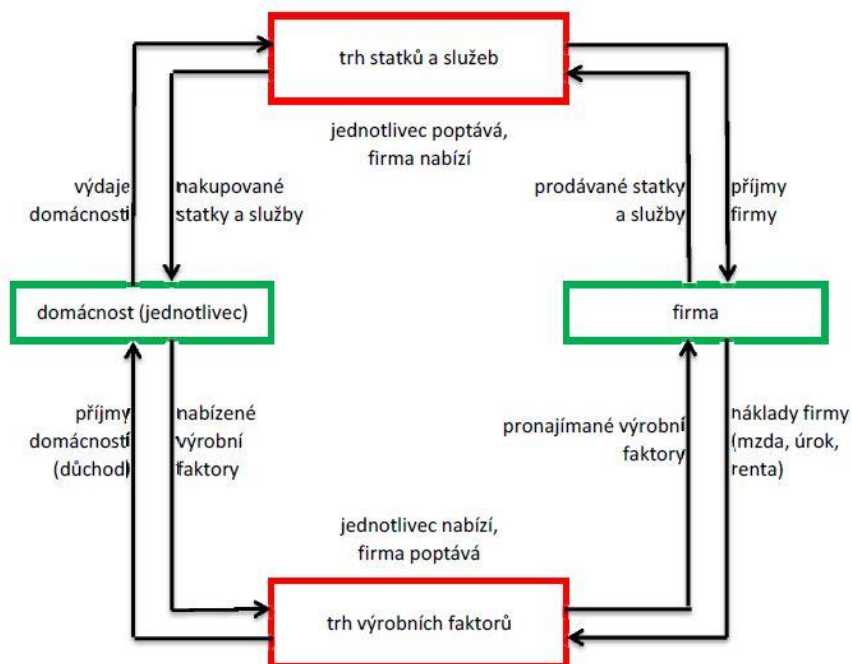 trh statků a služeb
jednotlivec poptává,
firma nabízí
výdaje
domácnosti
nakupované
statky a služby
prodávané statky
a služby
příjmy
firmy
domácnost (jednotlivec)
firma
příjmy
domácností
(důchod)
nabízené
výrobní
faktory
pronajímané výrobní
faktory
náklady firmy
(mzda, úrok,
renta)
jednotlivec nabízí,
firma poptává
trh výrobních faktorů